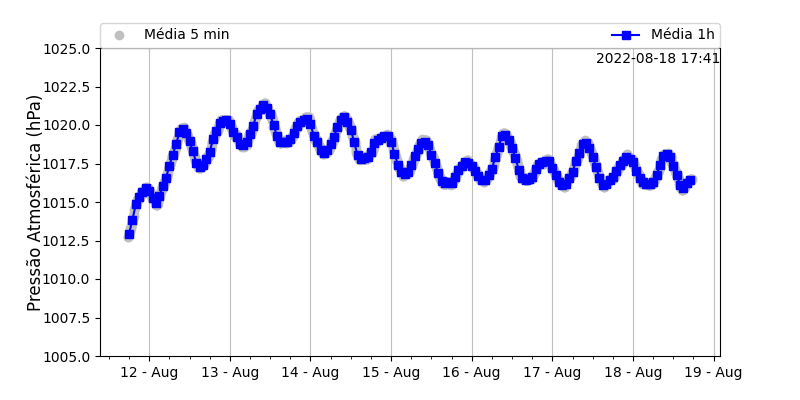 Média 5 min
Média 1h
2022-08-18 17:41
Pressão Atmosférica (hPa)
1025.0
1022.5
1020.0
1017.5
1015.0
1012.5
1010.0
1007.5
1005.0
12 - Aug
13 - Aug
14 - Aug
15 - Aug
16 - Aug
17 - Aug
18 - Aug
19 - Aug